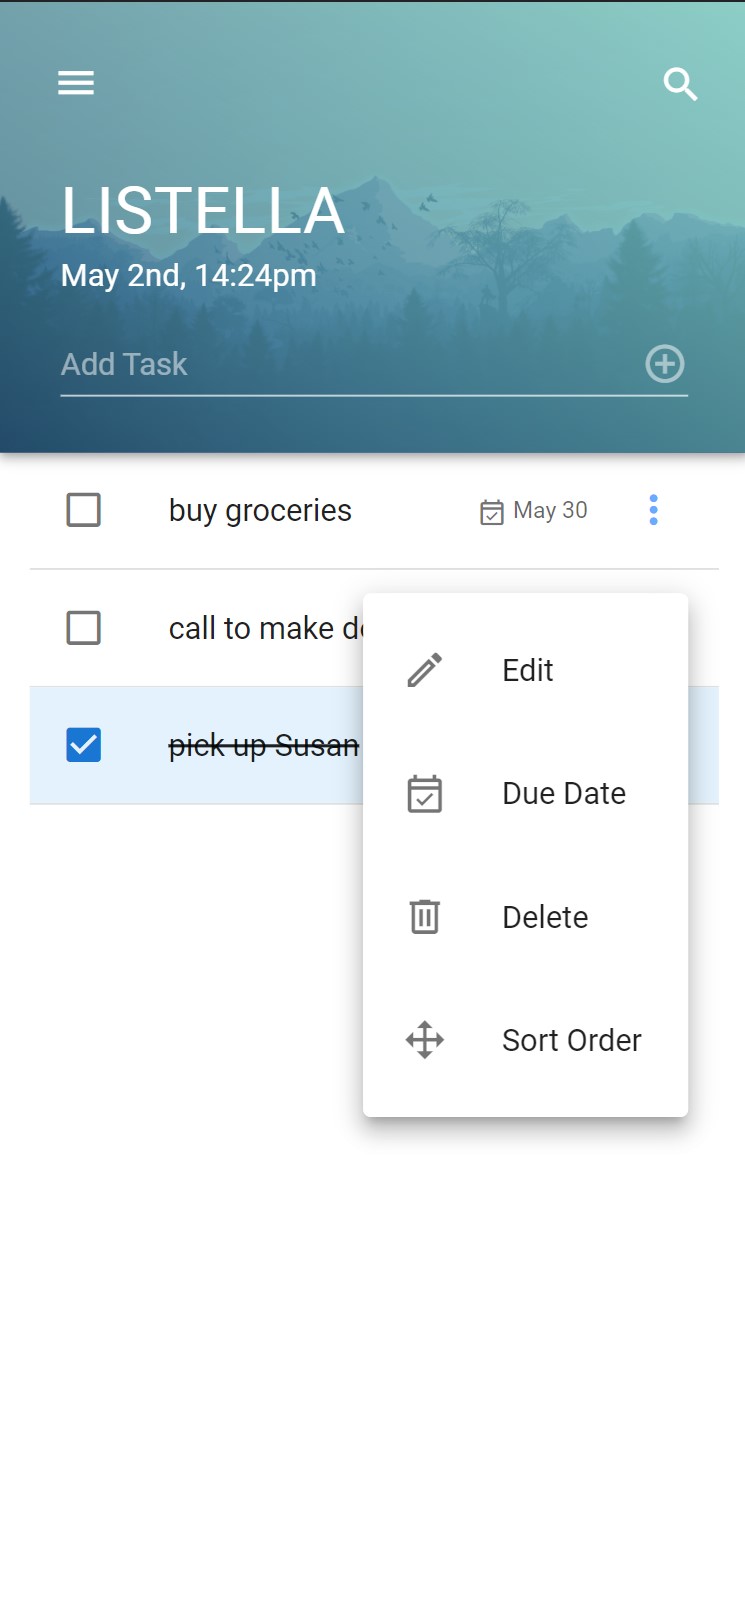 LISTELLA
May 2nd, 14:24pm
Add Task
buy groceries May 30
call to make
pick up Susan
Edit
Due Date
Delete
Sort Order